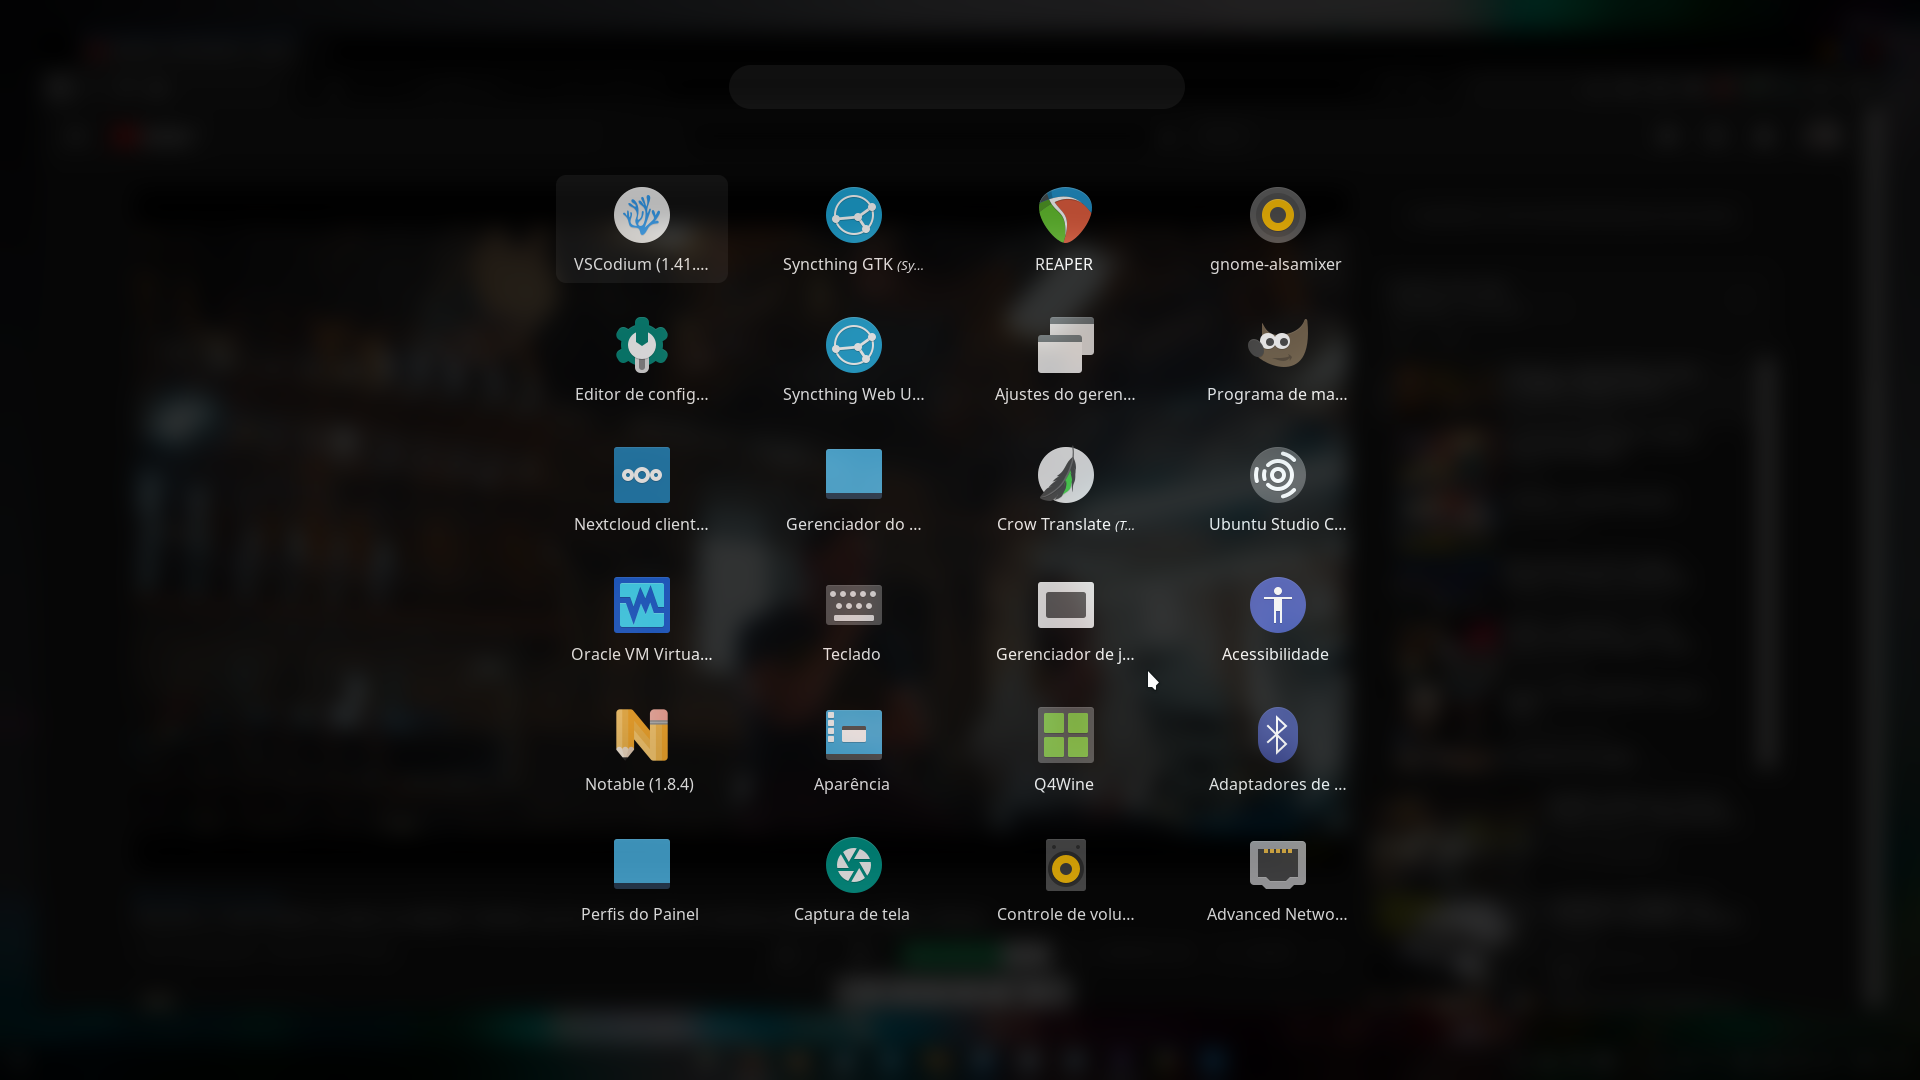 VSCodium (1.41....
Syncthing GTK (Sy...
REAPER
gnome-alsamixer
Editor de config...
Syncthing Web U...
Ajustes do geren...
Programa de ma...
Nextcloud client...
Gerenciador do ...
Crow Translate (T...
Ubuntu Studio C...
Oracle VM Virtua...
Teclado
Gerenciador de j...
Acessibilidade
Notable (1.8.4)
Aparência
Q4Wine
Adaptadores de ...
Perfis do Painel
Captura de tela
Controle de volu...
Advanced Netwo...